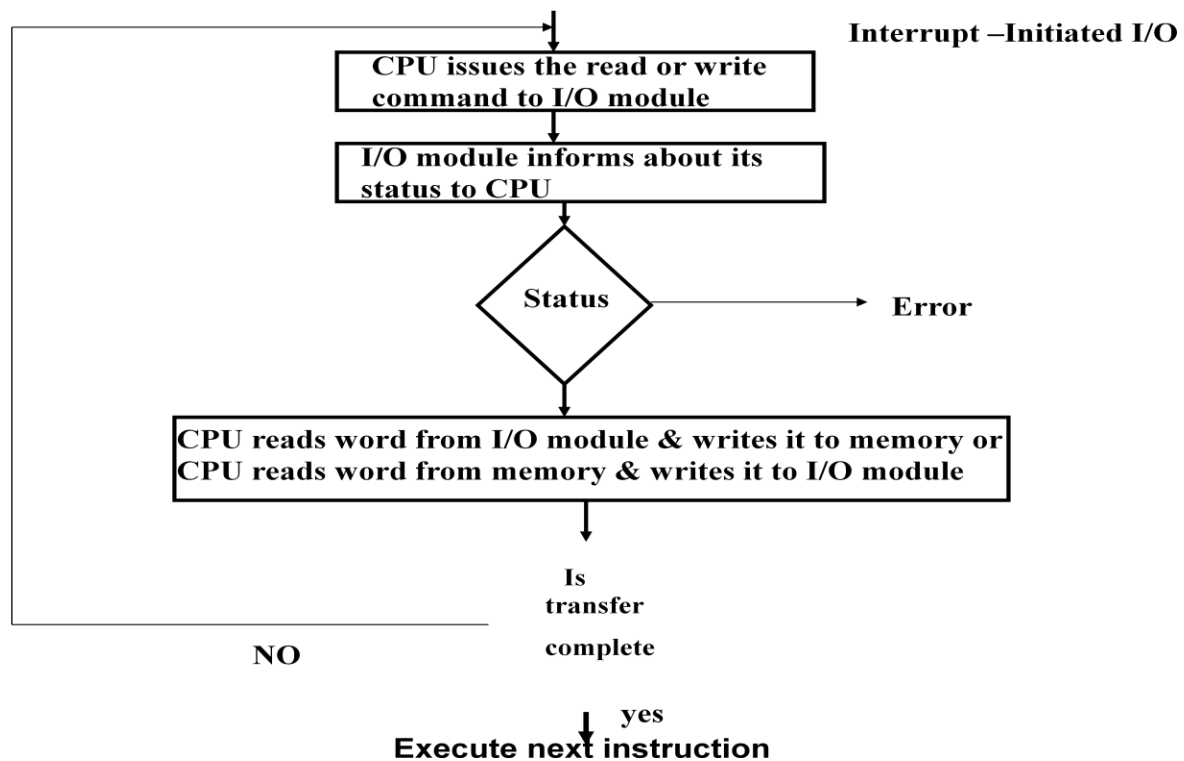 Interrupt –Initiated I/O
CPU issues the read or write
command to I/O module
I/O module informs about its
status to CPU
Status
Error
CPU reads word from I/O module & writes it to memory or
CPU reads word from memory & writes it to I/O module
Is
transfer
complete
NO
yes
Execute next instruction